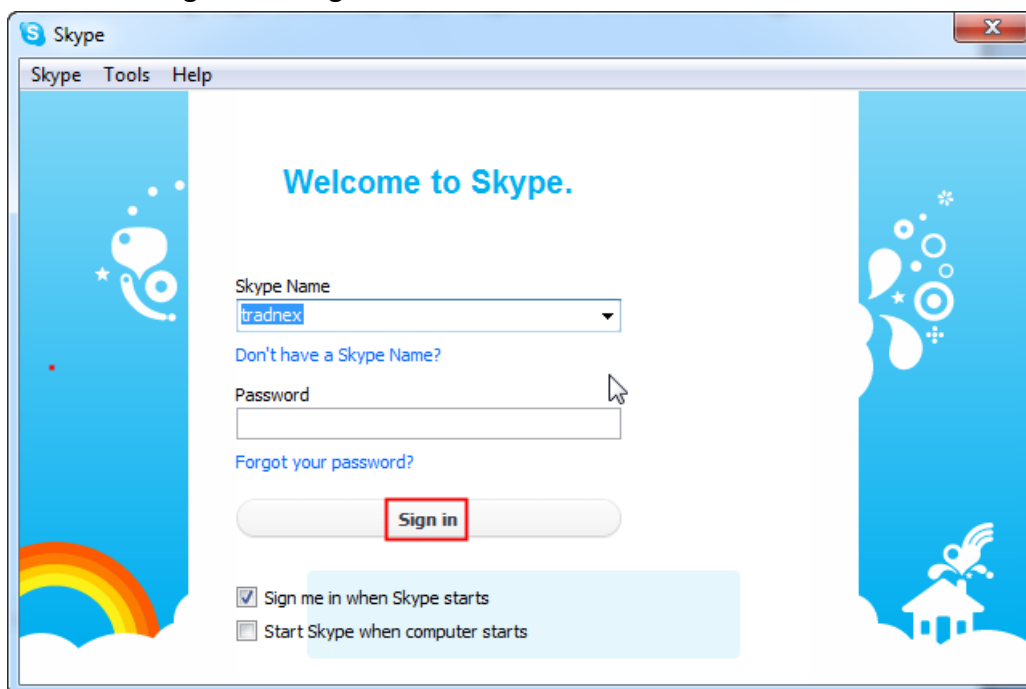 Skype
Skype Tools Help
Welcome to Skype.
Skype Name
tradnex
Don't have a Skype Name?
Password
Forgot your password?
Sign in
Sign me in when Skype starts
Start Skype when computer starts